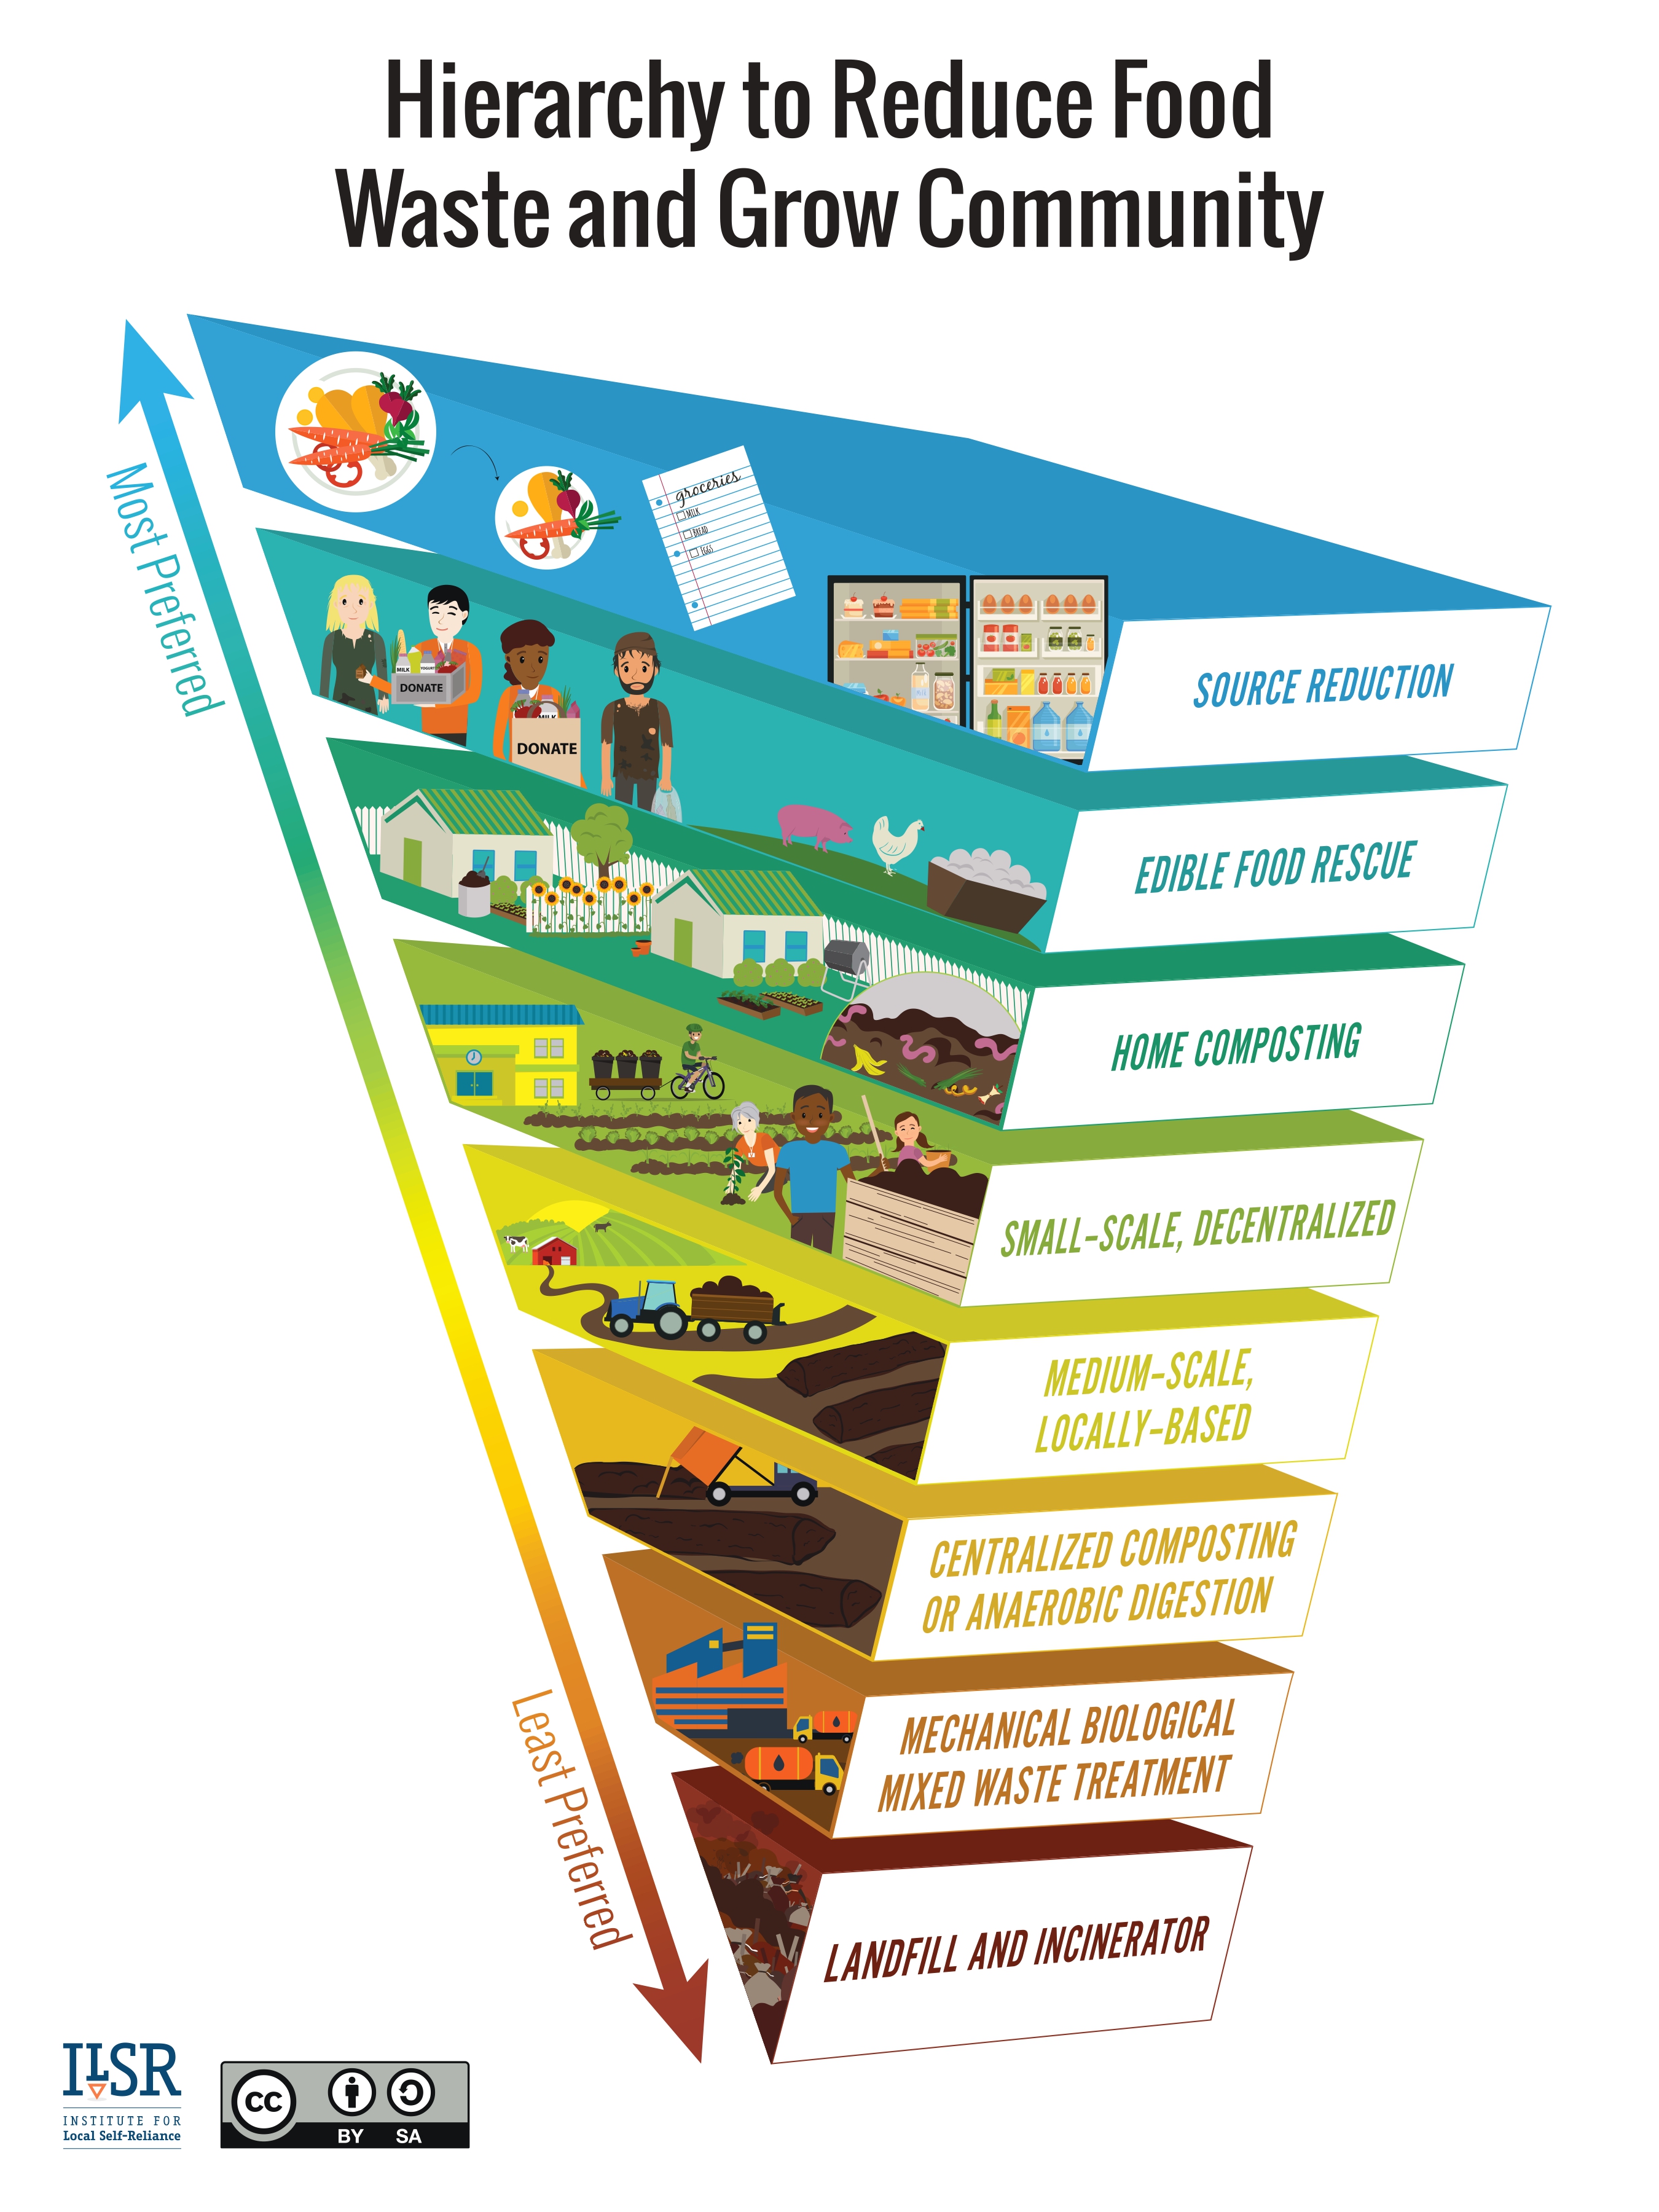 Hierarchy to Reduce Food
Waste and Grow Community
Most Preferred
groceries
MILK
BREAD
EGGS
SOURCE REDUCTION
MILK
YOGURT
DONATE
MILK
DONATE
EDIBLE FOOD RESCUE
HOME COMPOSTING
SMALL-SCALE, DECENTRALIZED
MEDIUM-SCALE,
LOCALLY-BASED
CENTRALIZED COMPOSTING
OR ANAEROBIC DIGESTION
MECHANICAL BIOLOGICAL
MIXED WASTE TREATMENT
Least Preferred
LANDFILL AND INCINERATOR
ILSR
INSTITUTE FOR
Local Self-Reliance
CC
BY SA